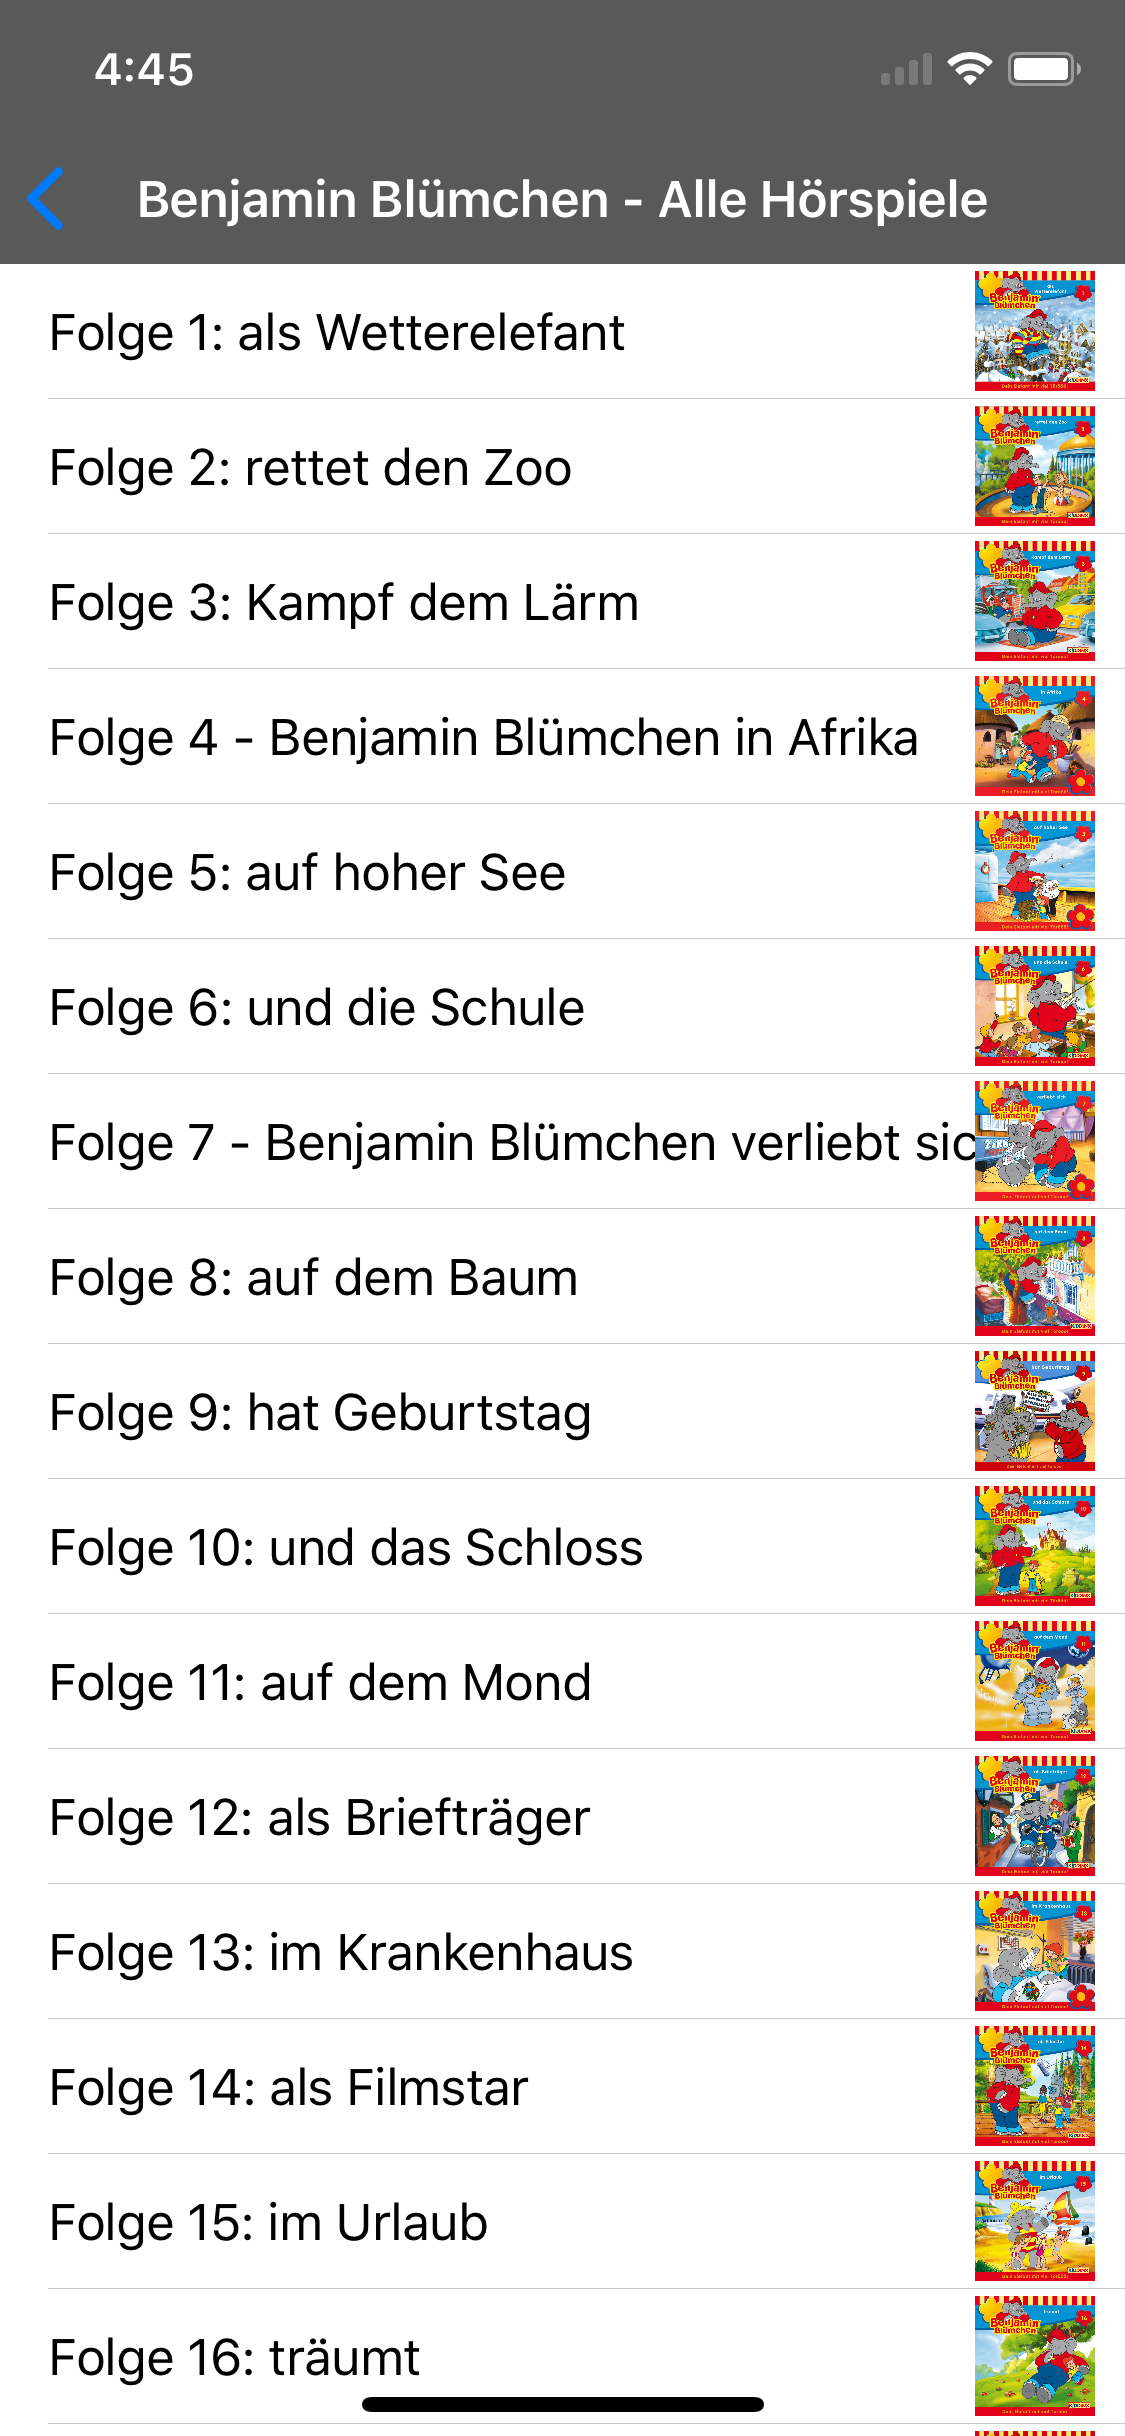 4:45
Benjamin Blümchen - Alle Hörspiele
Folge 1: als Wetterelefant
Folge 2: rettet den Zoo
Folge 3: Kampf dem Lärm
Folge 4 - Benjamin Blümchen in Afrika
Folge 5: auf hoher See
Folge 6: und die Schule
Folge 7 - Benjamin Blümchen verliebt sic
Folge 8: auf dem Baum
Folge 9: hat Geburtstag
Folge 10: und das Schloss
Folge 11: auf dem Mond
Folge 12: als Briefträger
Folge 13: im Krankenhaus
Folge 14: als Filmstar
Folge 15: im Urlaub
Folge 16: träumt